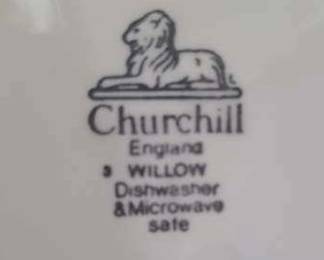 Churchill
England
3 WILLOW
Dishwasher
& Microwave
safe